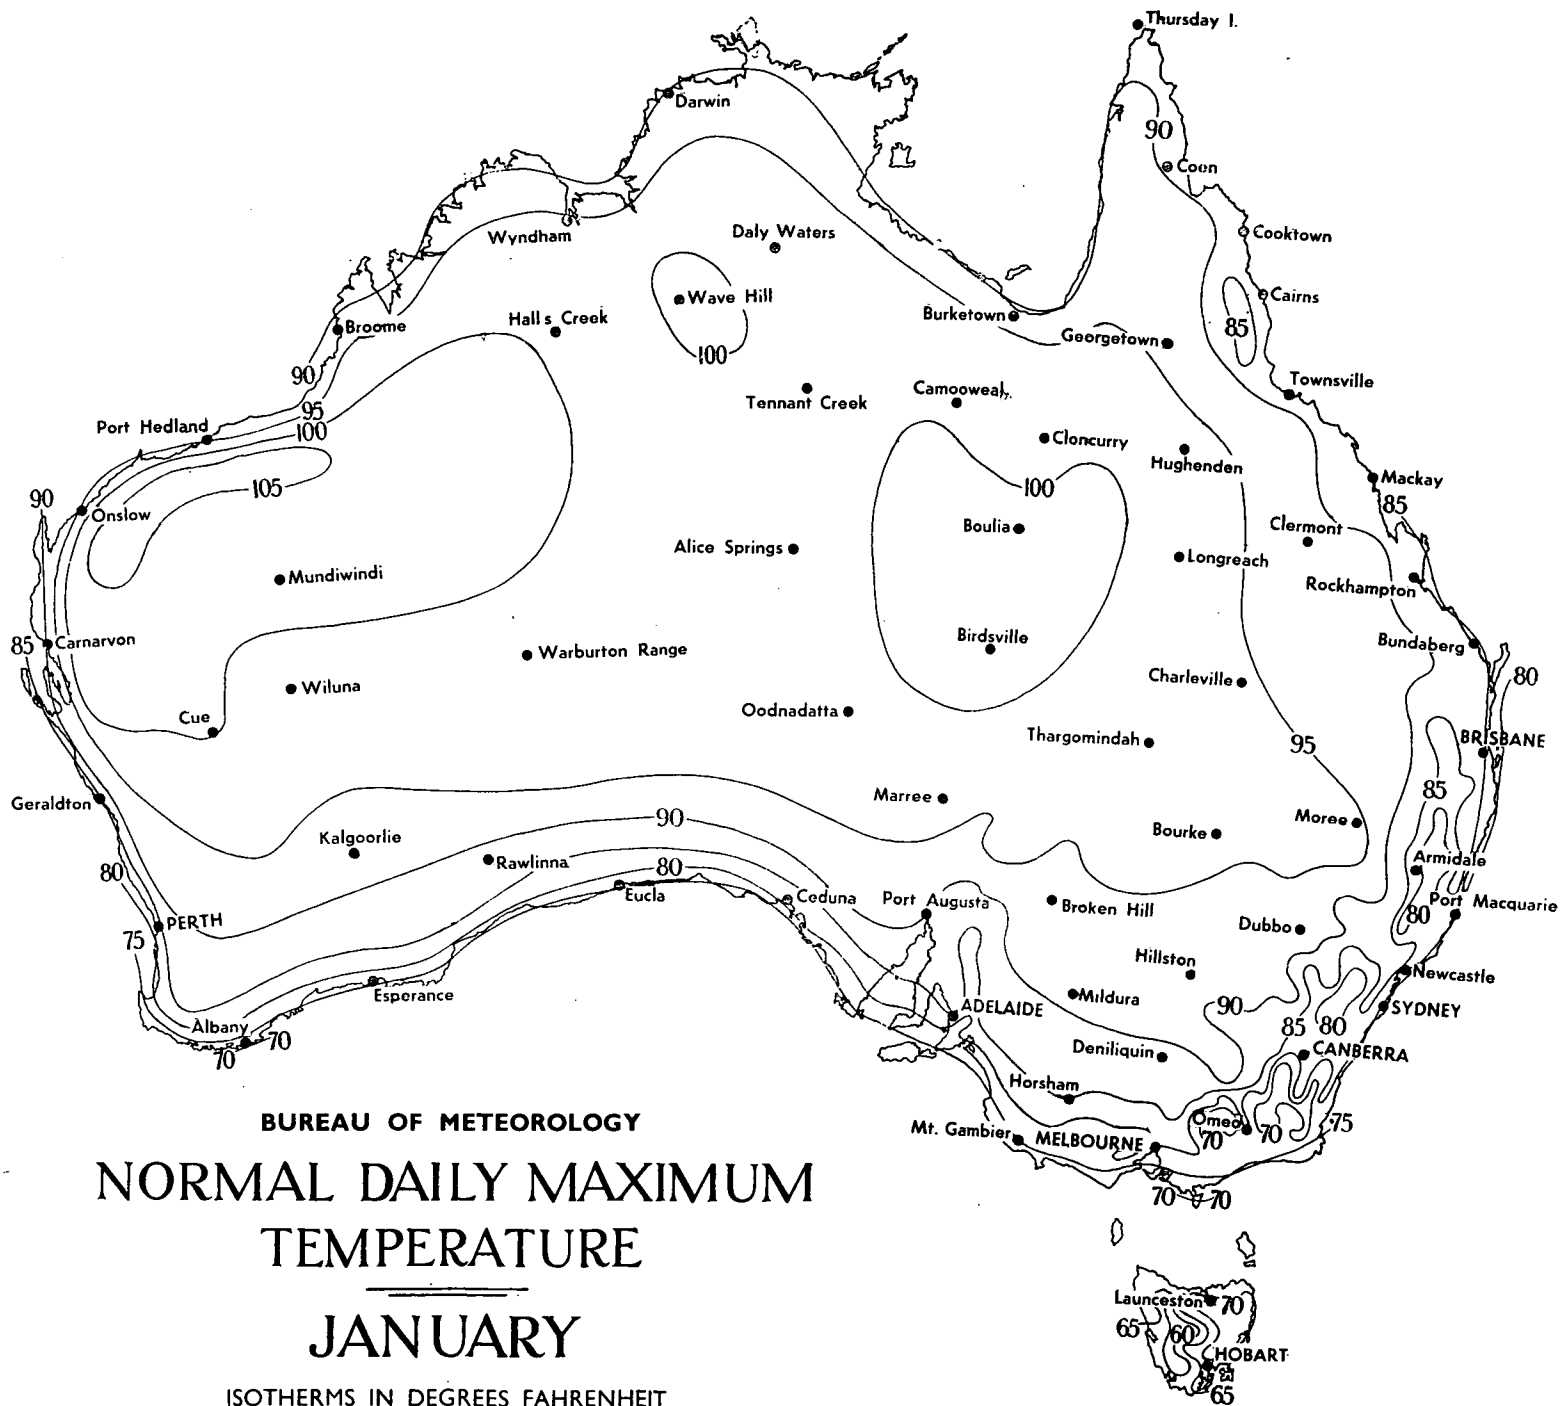 Thursday I.
Darwin
90
Coen
Daly Waters
Wyndham
Cooktown
Wave Hill
Cairns
Hall's Creek
Burketown
Broome
85
Georgetown
100
90
Townsville
Tennant Creek
Camooweal
95
Port Hedland
100
Cloncurry
Hughenden
Mackay
105
100
90
85
Onslow
Boulia
Clermont
Alice Springs
Longreach
Mundiwindi
Rockhampton
Birdsville
85
Carnarvon
Bundaberg
Warburton Range
80
Charleville
Wiluna
Oodnadatta
Cue
Thargomindah
95
BRISBANE
85
Marree
Geraldton
90
Moree
Kalgoorlie
Bourke
Rawlinna
80
Armidale
80
Eucla
Ceduna
Port Augusta
Broken Hill
Port Macquarie
80
PERTH
Dubbo
75
Hillston
Newcastle
Esperance
Mildura
ADELAIDE
90
SYDNEY
Albany
70
70
85
80
Deniliquin
CANBERRA
Horsham
Omeo
75
Mt. Gambier
MELBOURNE
70
70
70
70
Launceston
70
65
60
HOBART
65
BUREAU OF METEOROLOGY
NORMAL DAILY MAXIMUM
TEMPERATURE
JANUARY
ISOTHERMS IN DEGREES FAHRENHEIT